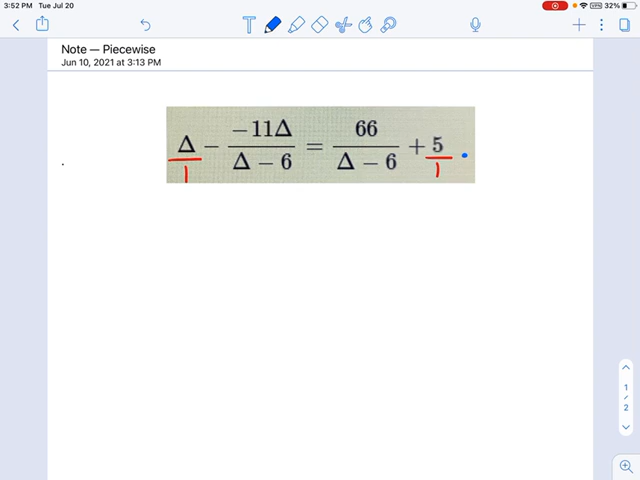 3:52 PM Tue Jul 20 VPN 32%
T
Note — Piecewise
Jun 10, 2021 at 3:13 PM
Δ/1 − (−11Δ)/(Δ − 6) = 66/(Δ − 6) + 5/1
1
/
2